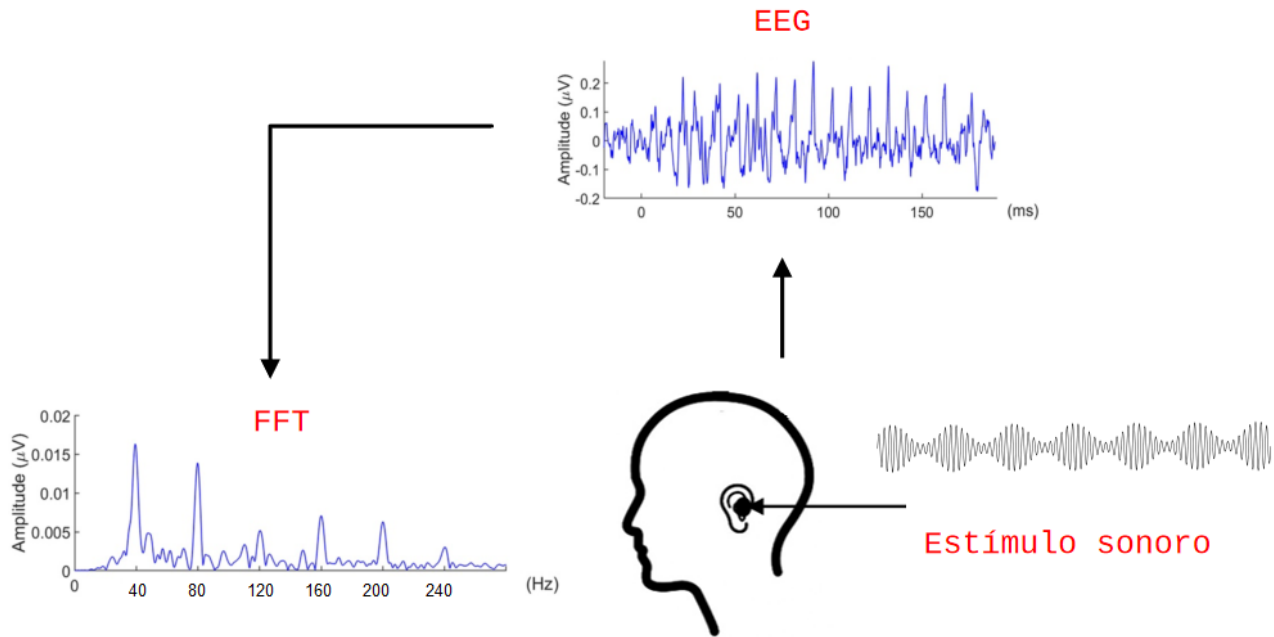 EEG
Amplitude (μV)
0.2
0.1
0
-0.1
-0.2
0 50 100 150 (ms)
FFT
Amplitude (μV)
0.02
0.015
0.01
0.005
0
0 40 80 120 160 200 240 (Hz)
Estímulo sonoro